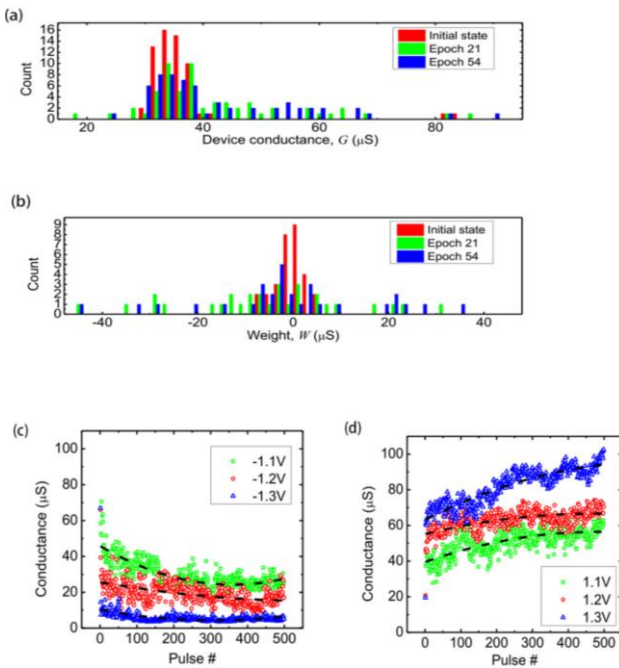 (a)
16
14
12
10
8
6
4
2
0
Count
Initial state
Epoch 21
Epoch 54
20
40
60
80
Device conductance, G (μS)
(b)
9
8
7
6
5
4
3
2
1
0
Count
Initial state
Epoch 21
Epoch 54
-40
-20
0
20
40
Weight, W (μS)
(c)
100
80
60
40
20
0
Conductance (μS)
-1.1V
-1.2V
-1.3V
0
100
200
300
400
500
Pulse #
(d)
100
80
60
40
20
0
Conductance (μS)
1.1V
1.2V
1.3V
0
100
200
300
400
500
Pulse #